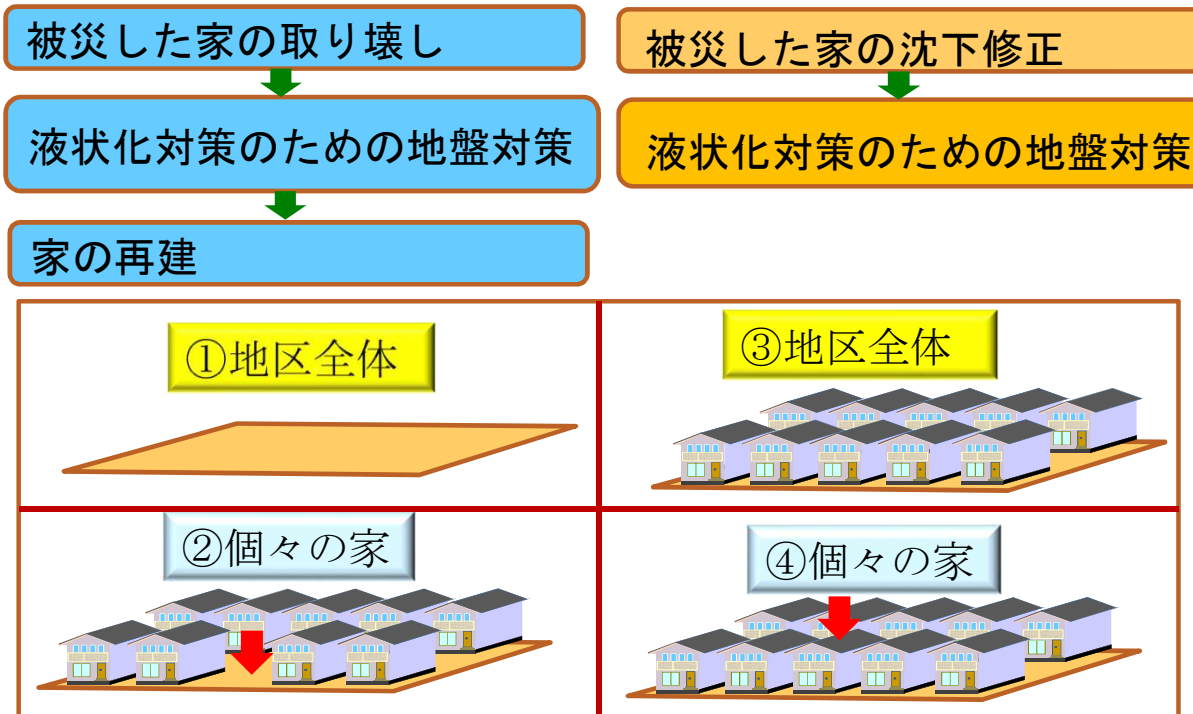 被災した家の取り壊し
液状化対策のための地盤対策
家の再建
被災した家の沈下修正
液状化対策のための地盤対策
①地区全体
③地区全体
②個々の家
④個々の家